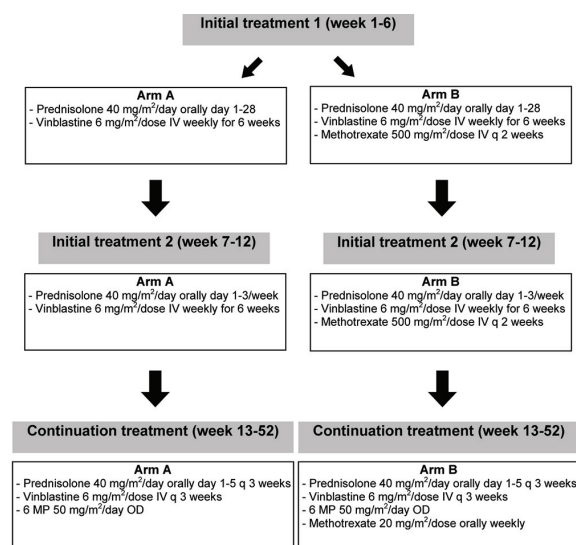 Initial treatment 1 (week 1-6)
Arm A
- Prednisolone 40 mg/m²/day orally day 1-28
- Vinblastine 6 mg/m²/dose IV weekly for 6 weeks
Arm B
- Prednisolone 40 mg/m²/day orally day 1-28
- Vinblastine 6 mg/m²/dose IV weekly for 6 weeks
- Methotrexate 500 mg/m²/dose IV q 2 weeks
Initial treatment 2 (week 7-12)
Arm A
- Prednisolone 40 mg/m²/day orally day 1-3/week
- Vinblastine 6 mg/m²/dose IV weekly for 6 weeks
Initial treatment 2 (week 7-12)
Arm B
- Prednisolone 40 mg/m²/day orally day 1-3/week
- Vinblastine 6 mg/m²/dose IV weekly for 6 weeks
- Methotrexate 500 mg/m²/dose IV q 2 weeks
Continuation treatment (week 13-52)
Arm A
- Prednisolone 40 mg/m²/day orally day 1-5 q 3 weeks
- Vinblastine 6 mg/m²/dose IV q 3 weeks
- 6 MP 50 mg/m²/day OD
Continuation treatment (week 13-52)
Arm B
- Prednisolone 40 mg/m²/day orally day 1-5 q 3 weeks
- Vinblastine 6 mg/m²/dose IV q 3 weeks
- 6 MP 50 mg/m²/day OD
- Methotrexate 20 mg/m²/dose orally weekly